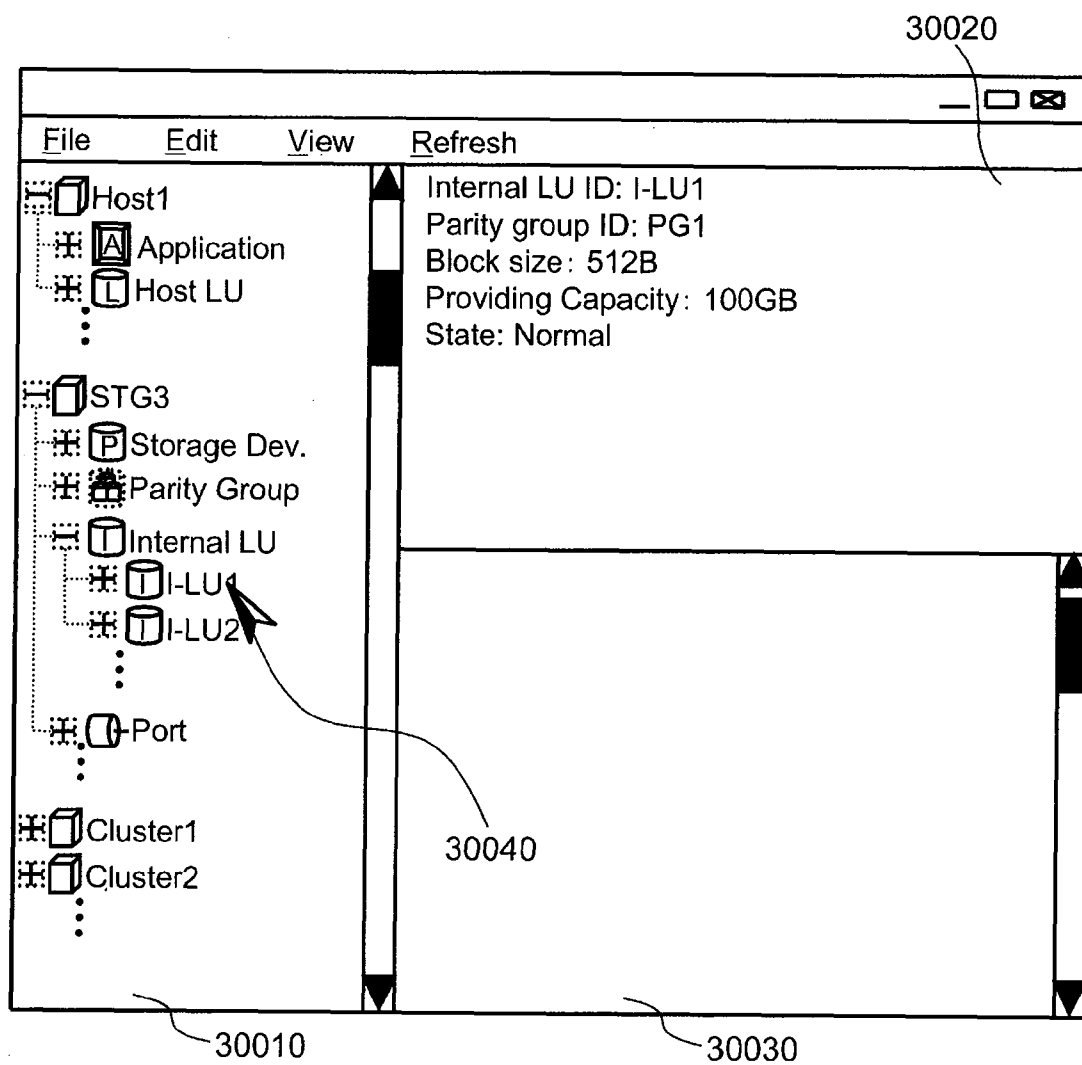 30020
File Edit View Refresh
Host1
A Application
L Host LU
STG3
P Storage Dev.
Parity Group
I Internal LU
I I-LU1
I I-LU2
Port
Cluster1
Cluster2
Internal LU ID: I-LU1
Parity group ID: PG1
Block size: 512B
Providing Capacity: 100GB
State: Normal
30040
30010
30030